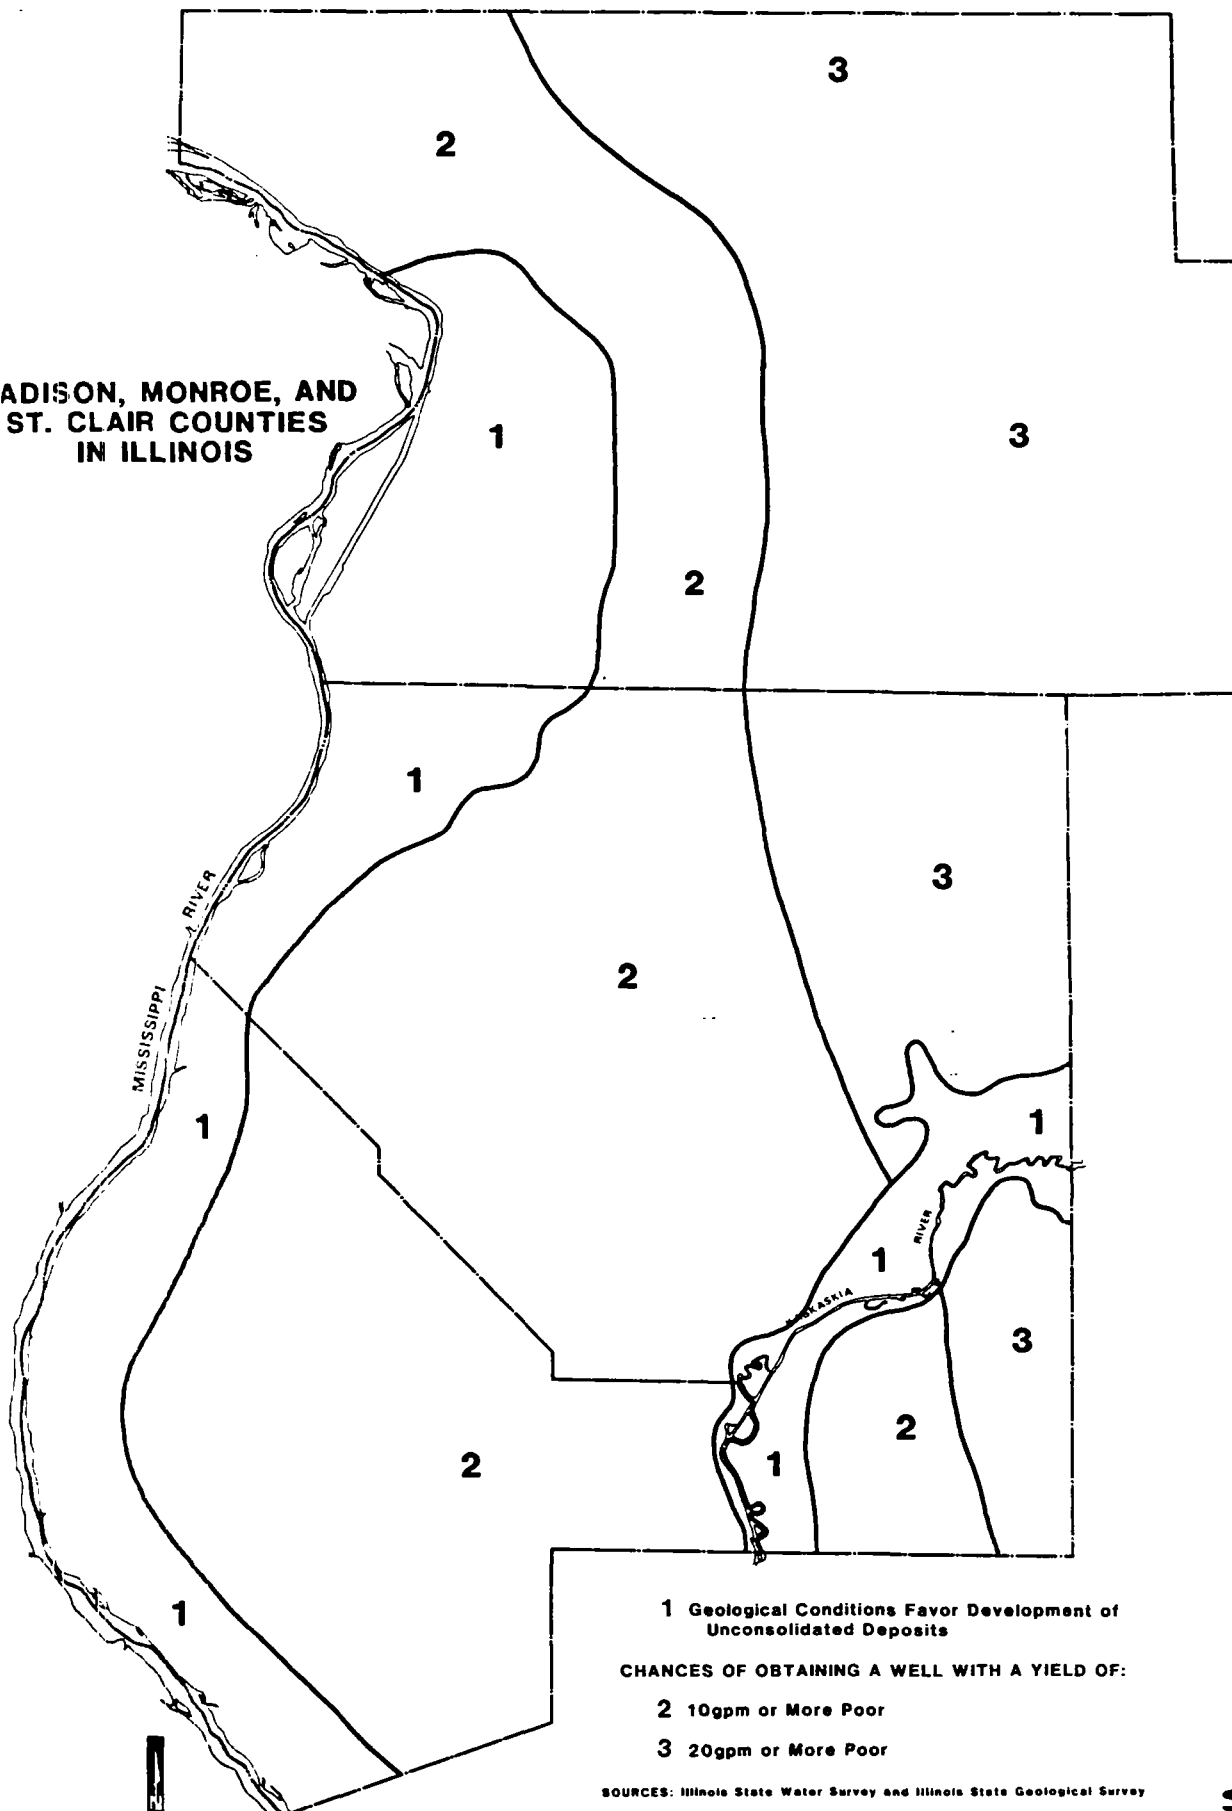 3
2
ADISON, MONROE, AND
ST. CLAIR COUNTIES
IN ILLINOIS
1
3
2
1
3
RIVER
2
MISSISSIPPI
1
1
RIVER
1
KASKASKIA
3
2
2
1
1
1 Geological Conditions Favor Development of
Unconsolidated Deposits
CHANCES OF OBTAINING A WELL WITH A YIELD OF:
2 10gpm or More Poor
3 20gpm or More Poor
SOURCES: Illinois State Water Survey and Illinois State Geological Survey